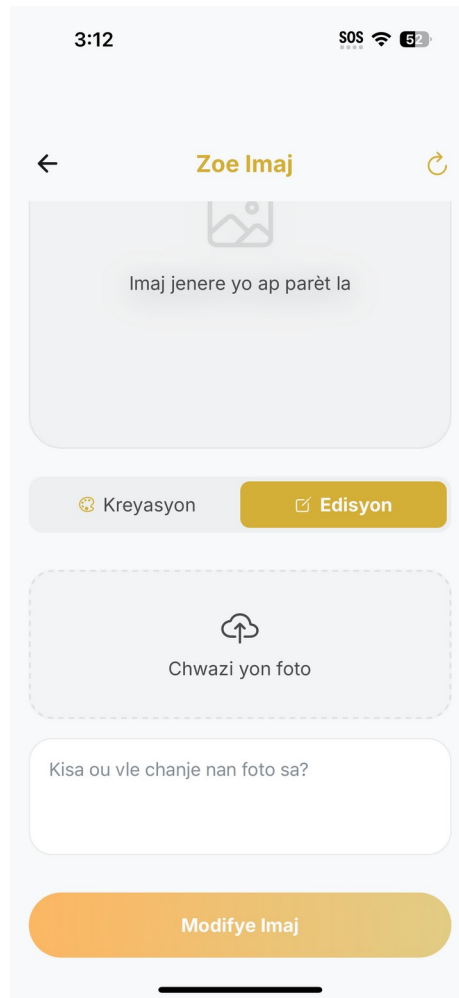 3:12
SOS
52
Zoe Imaj
Imaj jenere yo ap parèt la
Kreyasyon
Edisyon
Chwazi yon foto
Kisa ou vle chanje nan foto sa?
Modifye Imaj